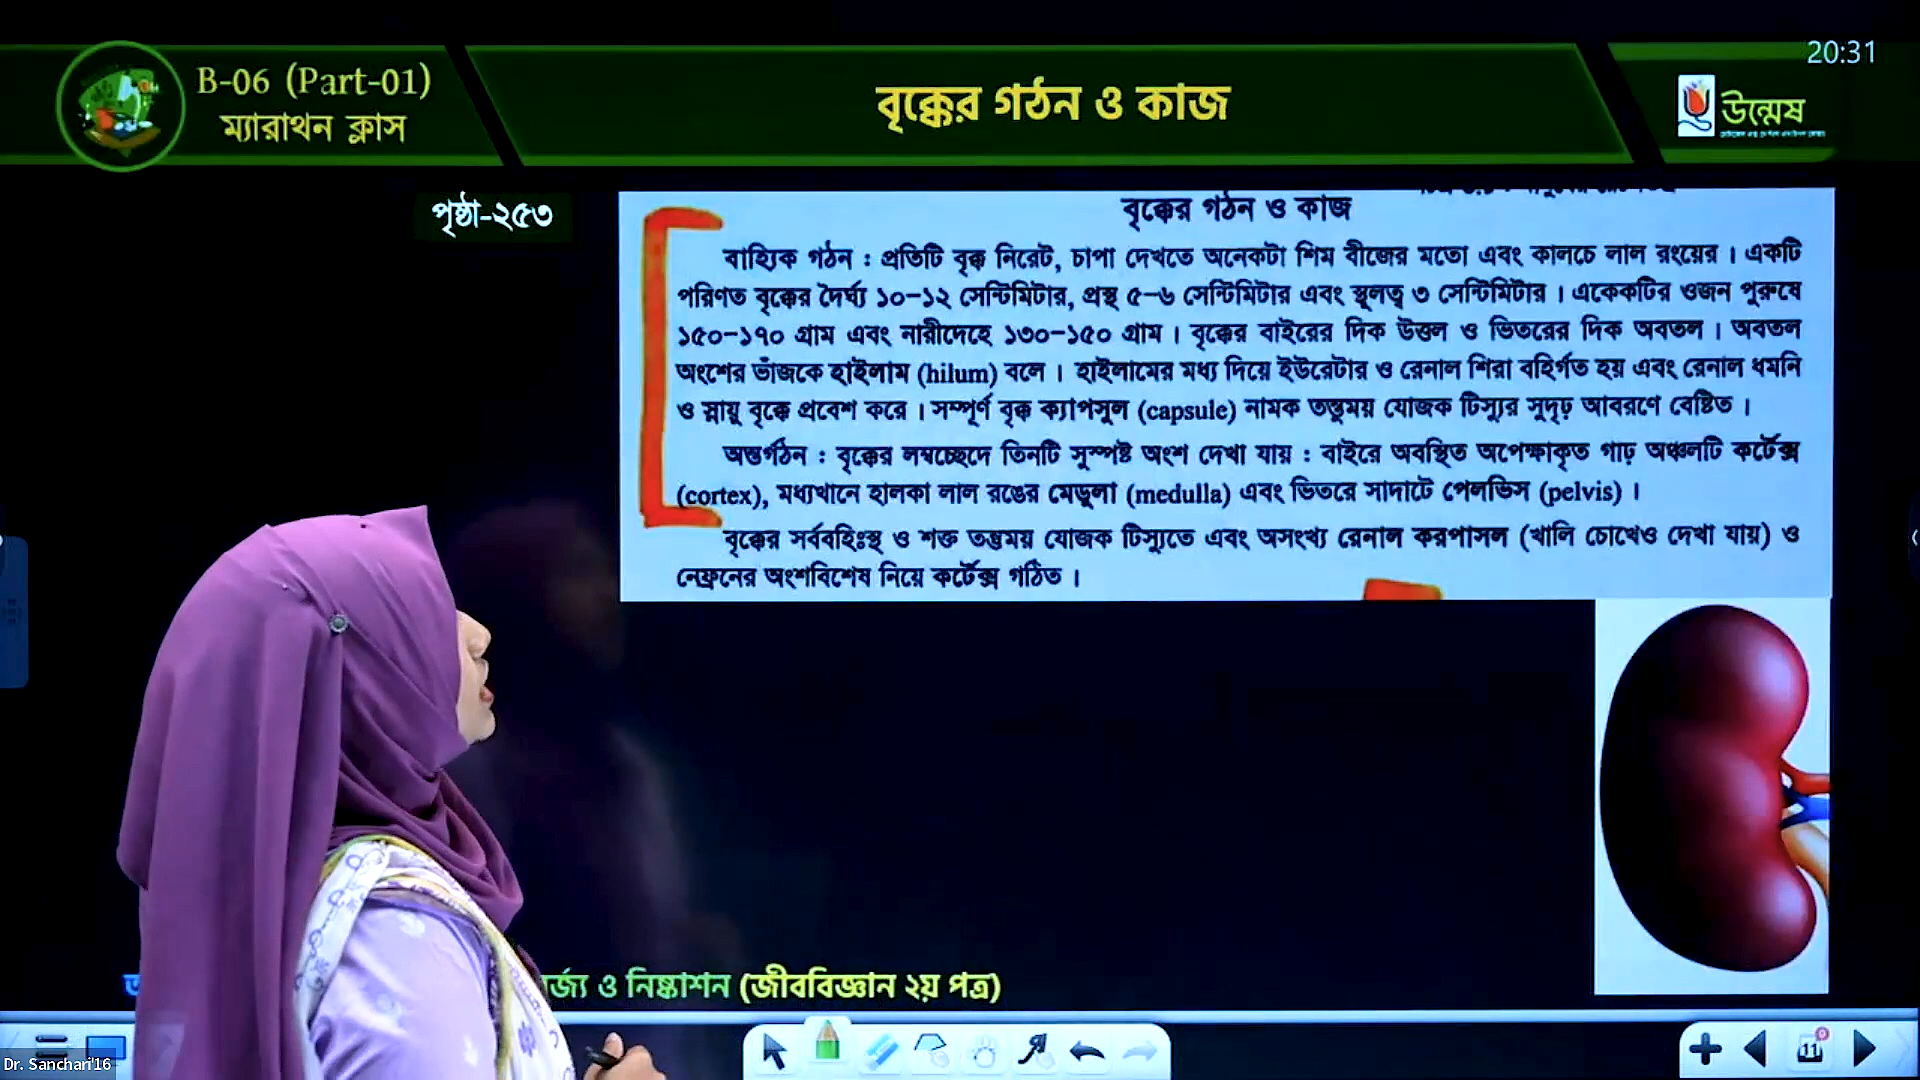 20:31
B-06 (Part-01)
ম্যারাথন ক্লাস
বৃক্কের গঠন ও কাজ
উন্মেষ
পৃষ্ঠা-২৫৩
বৃক্কের গঠন ও কাজ
বাহ্যিক গঠন : প্রতিটি বৃক্ক নিরেট, চাপা দেখতে অনেকটা শিম বীজের মতো এবং কালচে লাল রংয়ের । একটি
পরিণত বৃক্কের দৈর্ঘ্য ১০–১২ সেন্টিমিটার, প্রস্থ ৫–৬ সেন্টিমিটার এবং স্থূলত্ব ৩ সেন্টিমিটার । একেকটির ওজন পুরুষে
১৫০–১৭০ গ্রাম এবং নারীদেহে ১৩০–১৫০ গ্রাম । বৃক্কের বাইরের দিক উত্তল ও ভিতরের দিক অবতল । অবতল
অংশের ভাঁজকে হাইলাম (hilum) বলে । হাইলামের মধ্য দিয়ে ইউরেটার ও রেনাল শিরা বহির্গত হয় এবং রেনাল ধমনি
ও স্নায়ু বৃক্কে প্রবেশ করে । সম্পূর্ণ বৃক্ক ক্যাপসুল (capsule) নামক তন্তুময় যোজক টিস্যুর সুদৃঢ় আবরণে বেষ্টিত ।
অন্তর্গঠন : বৃক্কের লম্বচ্ছেদে তিনটি সুস্পষ্ট অংশ দেখা যায় : বাইরে অবস্থিত অপেক্ষাকৃত গাঢ় অঞ্চলটি কর্টেক্স
(cortex), মধ্যখানে হালকা লাল রঙের মেডুলা (medulla) এবং ভিতরে সাদাটে পেলভিস (pelvis) ।
বৃক্কের সর্ববহিঃস্থ ও শক্ত তন্তুময় যোজক টিস্যুতে এবং অসংখ্য রেনাল করপাসল (খালি চোখেও দেখা যায়) ও
নেফ্রনের অংশবিশেষ নিয়ে কর্টেক্স গঠিত ।
র্জ্য ও নিষ্কাশন (জীববিজ্ঞান ২য় পত্র)
Dr. Sanchari'16
11